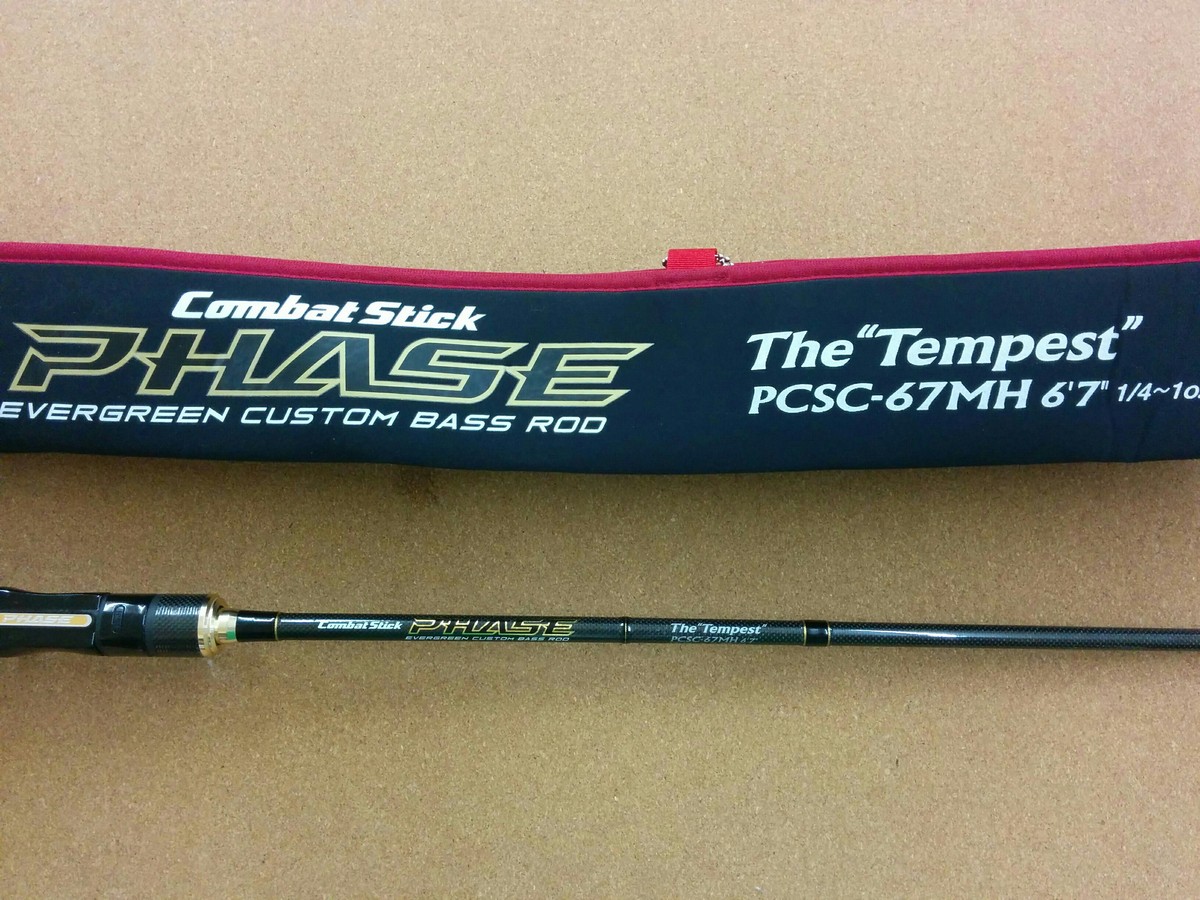 Combat Stick
PHASE
EVERGREEN CUSTOM BASS ROD
The "Tempest"
PCSC-67MH 6'7" 1/4~1oz
PHASE
Combat Stick
PHASE
EVERGREEN CUSTOM BASS ROD
The "Tempest"
PCSC-67MH 6'7"